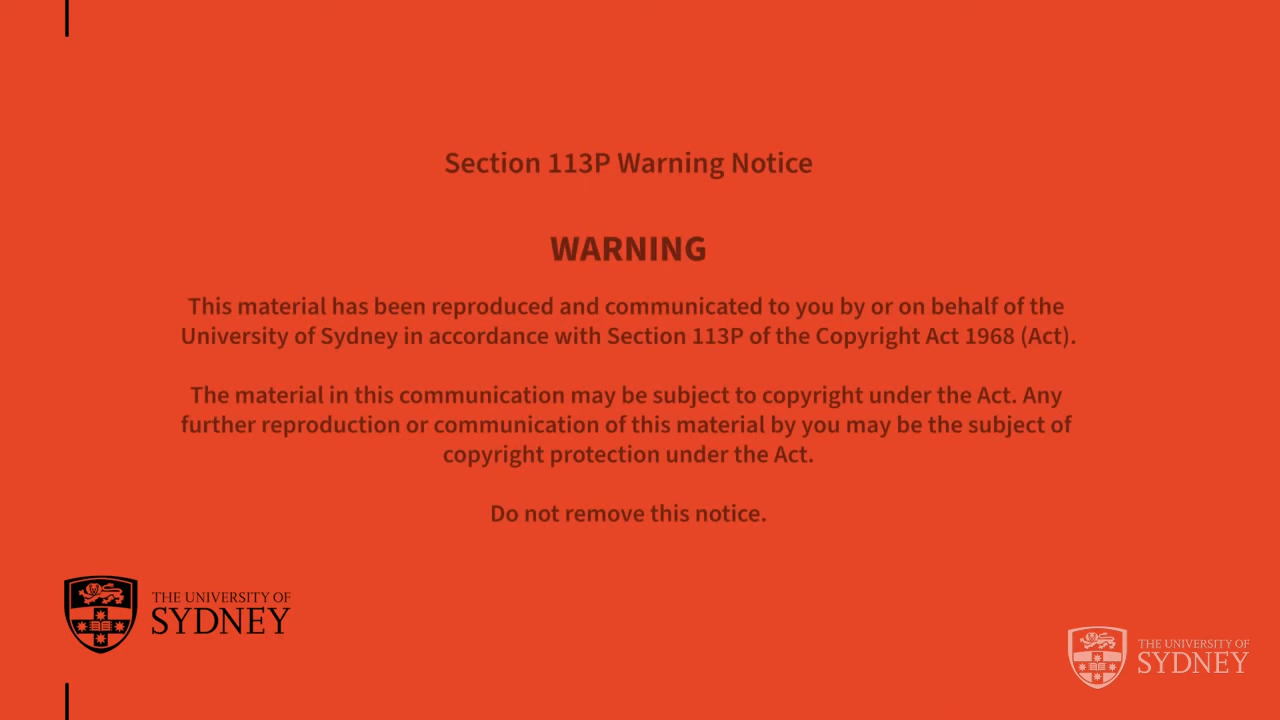 Section 113P Warning Notice
WARNING
This material has been reproduced and communicated to you by or on behalf of the
University of Sydney in accordance with Section 113P of the Copyright Act 1968 (Act).
The material in this communication may be subject to copyright under the Act. Any
further reproduction or communication of this material by you may be the subject of
copyright protection under the Act.
Do not remove this notice.
THE UNIVERSITY OF
SYDNEY
THE UNIVERSITY OF
SYDNEY